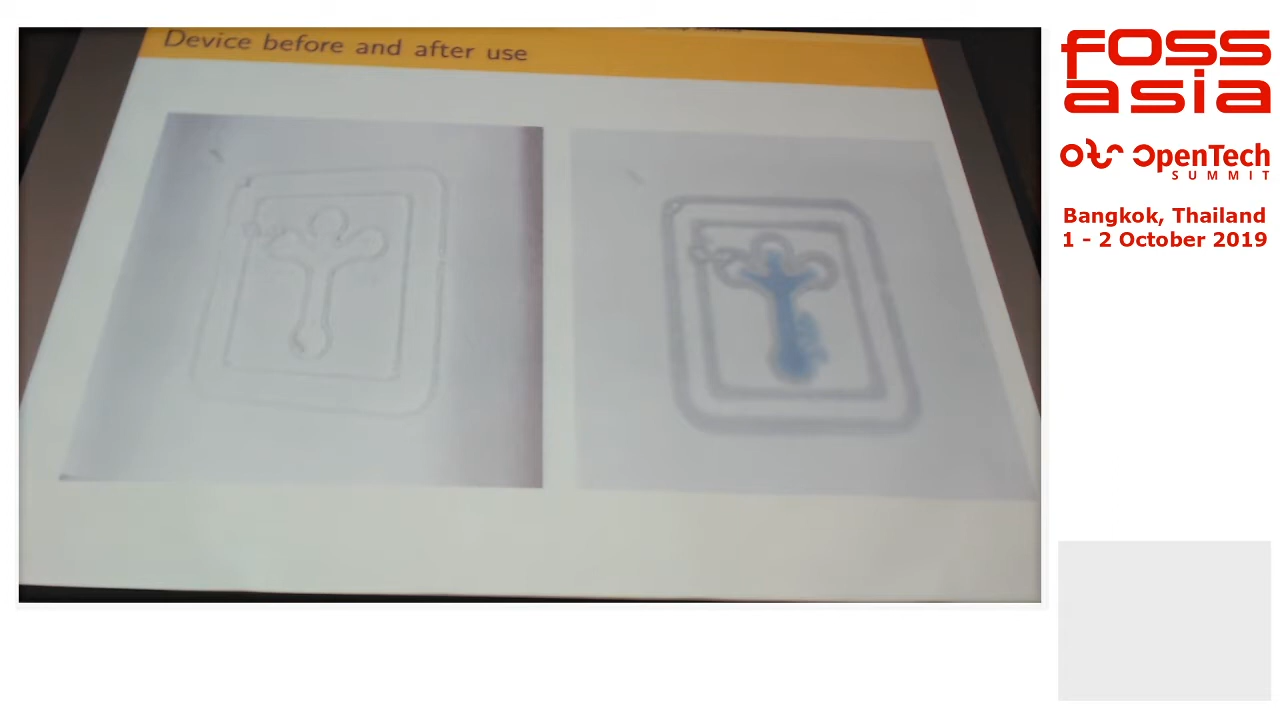 Device before and after use
fOSS
asia
OpenTech
SUMMIT
Bangkok, Thailand
1 - 2 October 2019